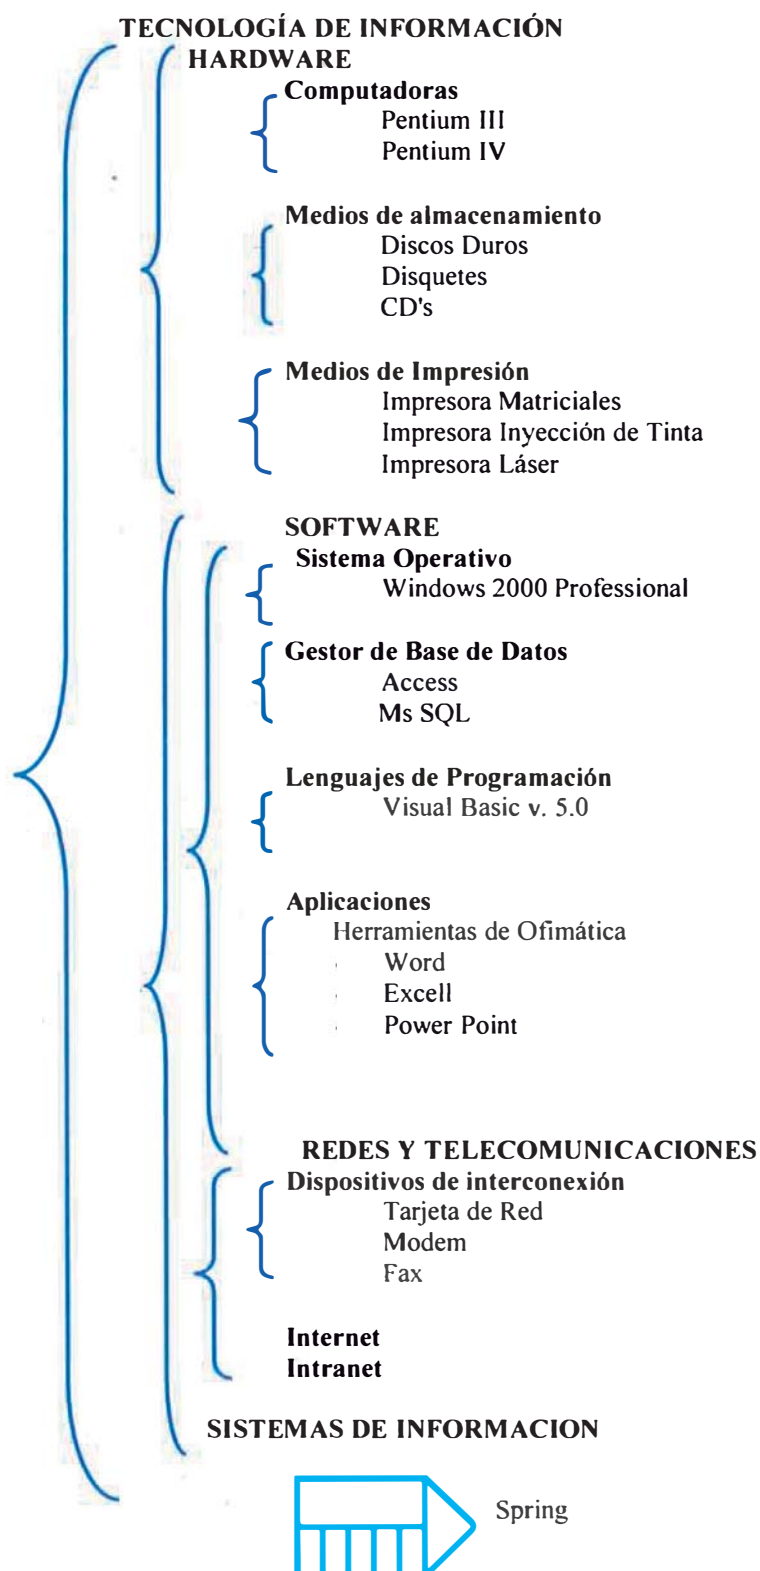 TECNOLOGÍA DE INFORMACIÓN
HARDWARE
Computadoras
Pentium III
Pentium IV
Medios de almacenamiento
Discos Duros
Disquetes
CD's
Medios de Impresión
Impresora Matriciales
Impresora Inyección de Tinta
Impresora Láser
SOFTWARE
Sistema Operativo
Windows 2000 Professional
Gestor de Base de Datos
Access
Ms SQL
Lenguajes de Programación
Visual Basic v. 5.0
Aplicaciones
Herramientas de Ofimática
Word
Excell
Power Point
REDES Y TELECOMUNICACIONES
Dispositivos de interconexión
Tarjeta de Red
Modem
Fax
Internet
Intranet
SISTEMAS DE INFORMACION
Spring